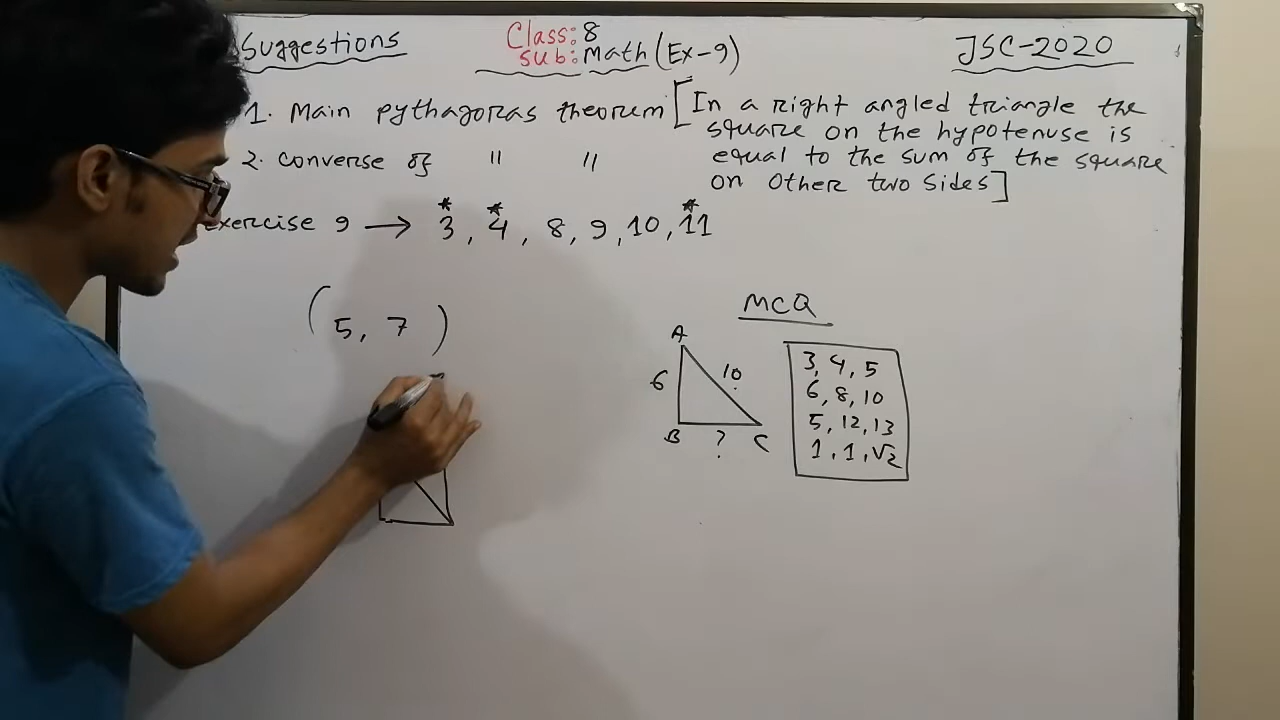 Suggestions
Class: 8
Sub: Math (Ex-9)
JSC-2020
1. Main pythagoras theorem [In a right angled triangle the
square on the hypotenuse is
equal to the sum of the square
on other two sides]
2. converse of " "
Exercise 9 → 3, 4, 8, 9, 10, 11
* * *
(5, 7)
MCQ
A
6
10
B
?
C
3, 4, 5
6, 8, 10
5, 12, 13
1, 1, √2